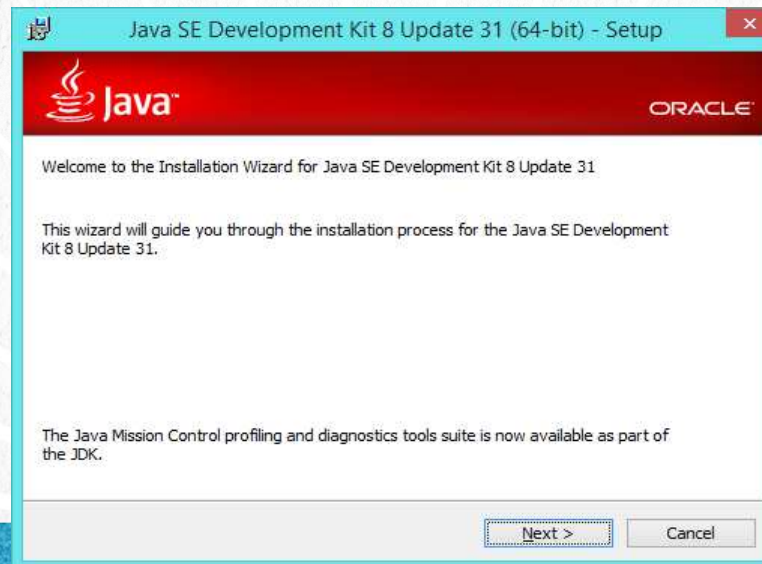 Java SE Development Kit 8 Update 31 (64-bit) - Setup
Java™
ORACLE
Welcome to the Installation Wizard for Java SE Development Kit 8 Update 31
This wizard will guide you through the installation process for the Java SE Development
Kit 8 Update 31.
The Java Mission Control profiling and diagnostics tools suite is now available as part of
the JDK.
Next >
Cancel